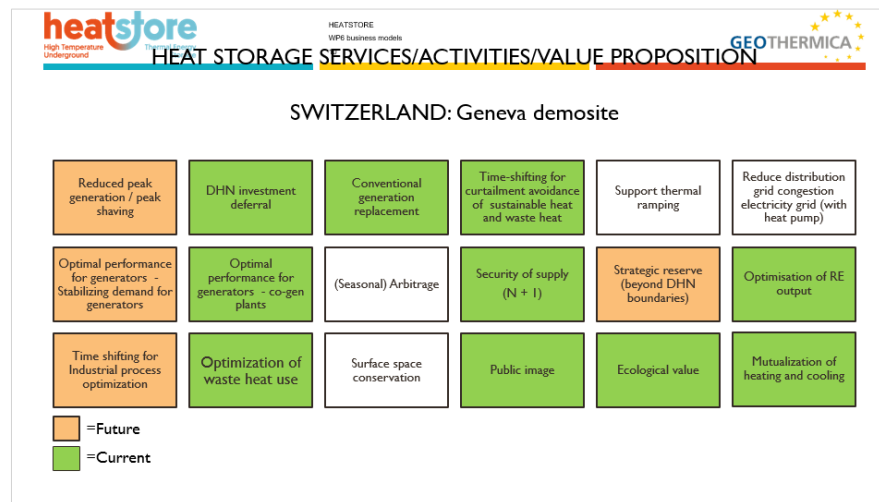 heatstore
High Temperature
Underground
Thermal Energy
HEATSTORE
WP6 business models
GEOTHERMICA
HEAT STORAGE SERVICES/ACTIVITIES/VALUE PROPOSITION
SWITZERLAND: Geneva demosite
Reduced peak
generation / peak
shaving
DHN investment
deferral
Conventional
generation
replacement
Time-shifting for
curtailment avoidance
of sustainable heat
and waste heat
Support thermal
ramping
Reduce distribution
grid congestion
electricity grid (with
heat pump)
Optimal performance
for generators -
Stabilizing demand for
generators
Optimal
performance for
generators - co-gen
plants
(Seasonal) Arbitrage
Security of supply
(N + 1)
Strategic reserve
(beyond DHN
boundaries)
Optimisation of RE
output
Time shifting for
Industrial process
optimization
Optimization of
waste heat use
Surface space
conservation
Public image
Ecological value
Mutualization of
heating and cooling
=Future
=Current